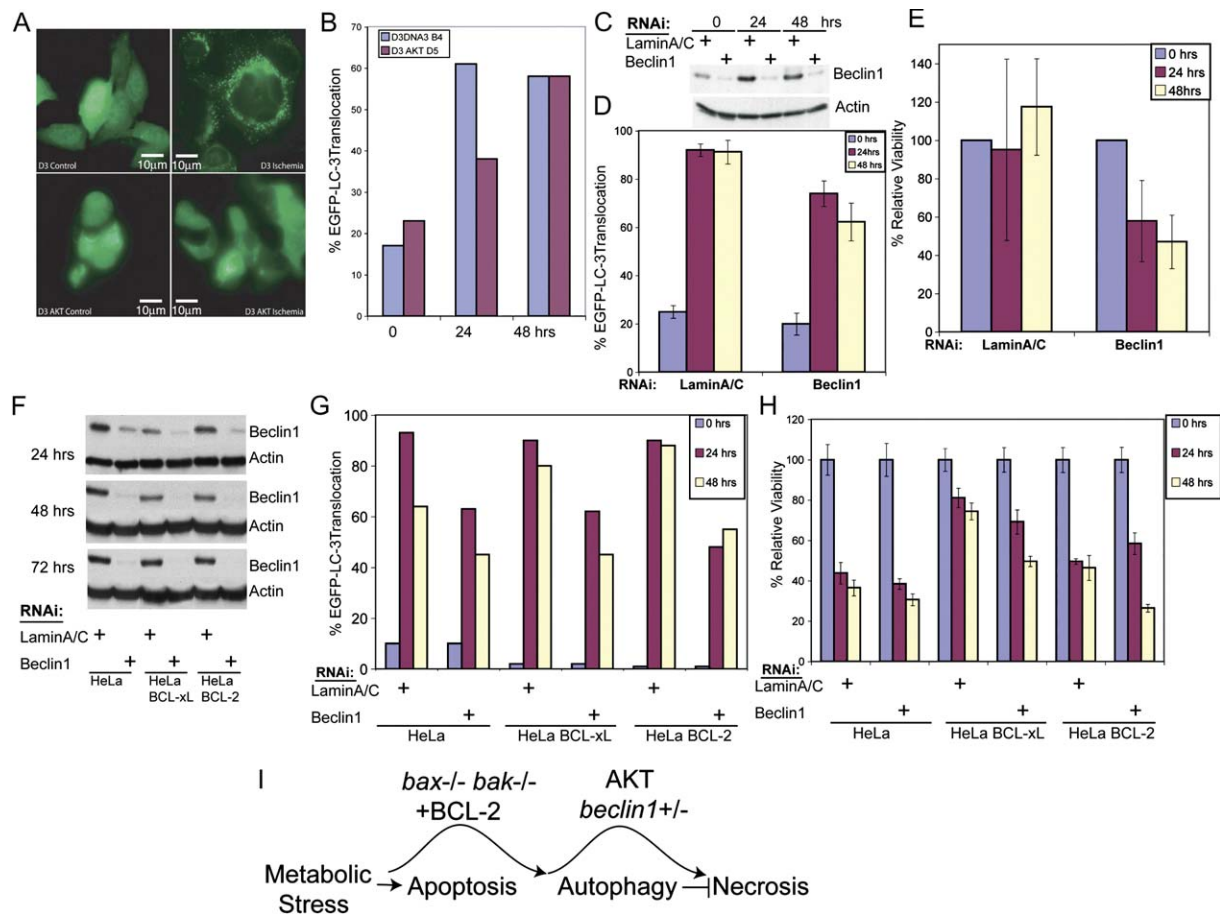 A
D3 Control
10μm
D3 Ischemia
10μm
D3 AKT Control
10μm
D3 AKT Ischemia
10μm
B
% EGFP-LC-3Translocation
70
60
50
40
30
20
10
0
D3DNA3 B4
D3 AKT D5
0 24 48 hrs
C
RNAi: 0 24 48 hrs
LaminA/C + + +
Beclin1 + + +
Beclin1
Actin
D
% EGFP-LC-3Translocation
100
80
60
40
20
0
0 hrs
24hrs
48 hrs
RNAi: LaminA/C Beclin1
E
% Relative Viability
160
140
120
100
80
60
40
20
0
0 hrs
24 hrs
48hrs
RNAi: LaminA/C Beclin1
F
24 hrs
Beclin1
Actin
48 hrs
Beclin1
Actin
72 hrs
Beclin1
Actin
RNAi:
LaminA/C + + +
Beclin1 + + +
HeLa HeLa BCL-xL HeLa BCL-2
G
% EGFP-LC-3Translocation
100
90
80
70
60
50
40
30
20
10
0
0 hrs
24 hrs
48 hrs
RNAi:
LaminA/C + + +
Beclin1 + + +
HeLa HeLa BCL-xL HeLa BCL-2
H
% Relative Viability
120
100
80
60
40
20
0
0 hrs
24 hrs
48 hrs
RNAi:
LaminA/C + + +
Beclin1 + + +
HeLa HeLa BCL-xL HeLa BCL-2
I
bax-/- bak-/-
+BCL-2
AKT
beclin1+/-
Metabolic
Stress
Apoptosis Autophagy Necrosis